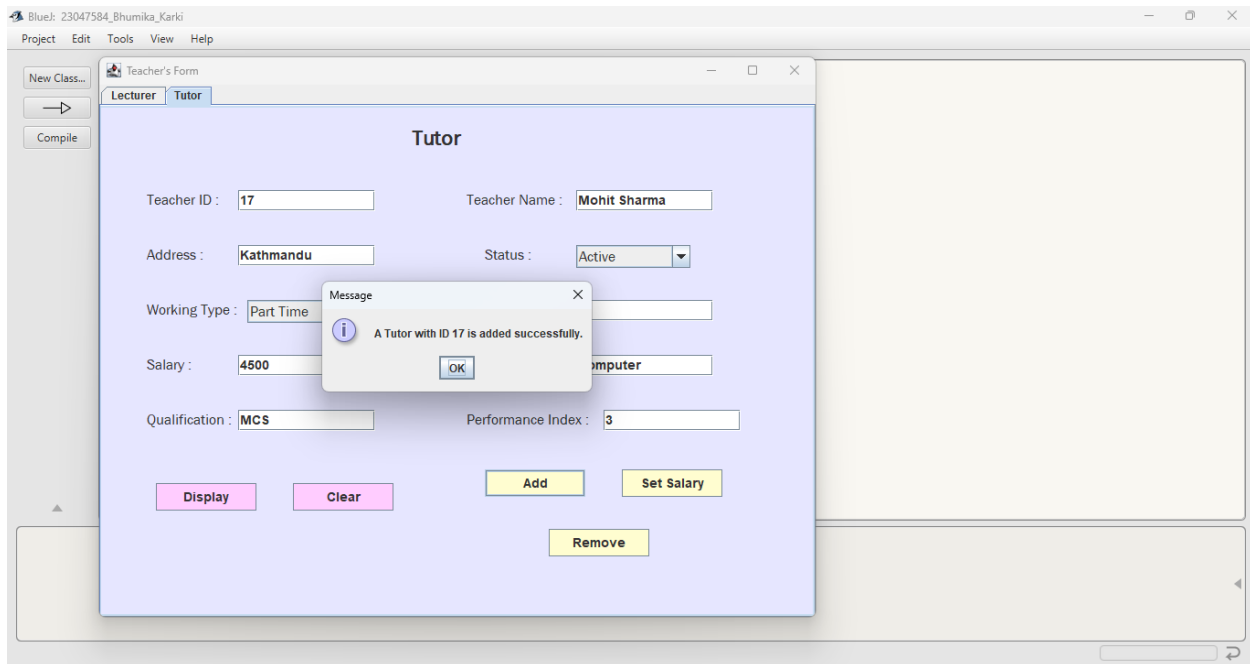 BlueJ: 23047584_Bhumika_Karki
Project Edit Tools View Help
New Class...
Compile
Teacher's Form
Lecturer Tutor
Tutor
Teacher ID : 17 Teacher Name : Mohit Sharma
Address : Kathmandu Status : Active
Working Type : Part Time
Message
A Tutor with ID 17 is added successfully.
OK
Salary : 4500
Qualification : MCS Performance Index : 3
Display Clear Add Set Salary
Remove